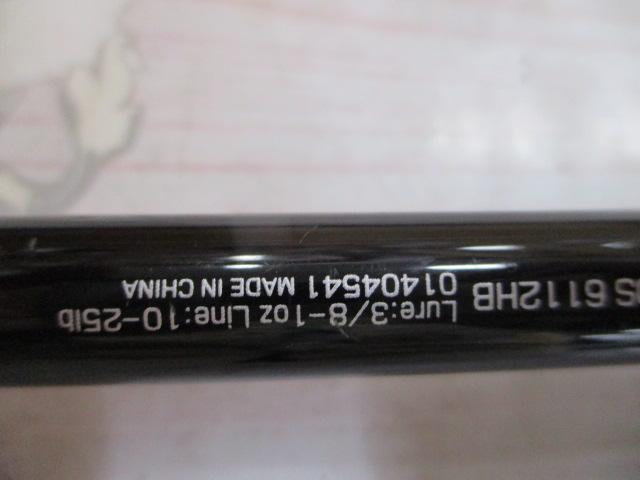 6112HB
Lure:3/8-1oz Line:10-25lb
01404541 MADE IN CHINA